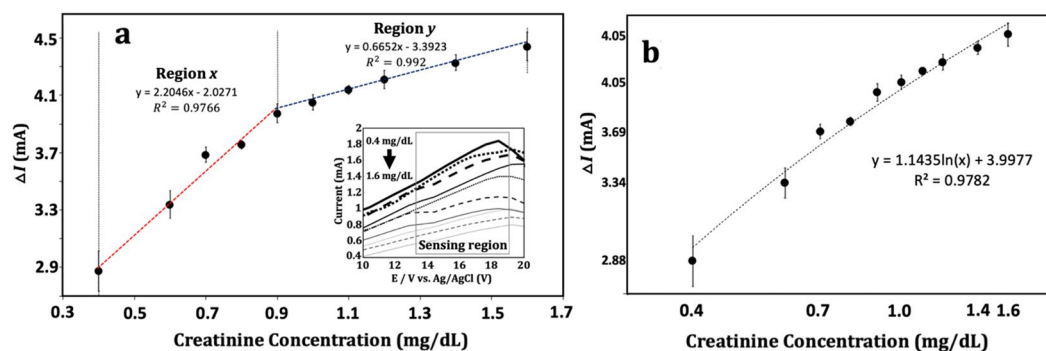 a
Region x
y = 2.2046x - 2.0271
R² = 0.9766
Region y
y = 0.6652x - 3.3923
R² = 0.992
4.5
4.1
3.7
3.3
2.9
ΔI (mA)
0.3 0.5 0.7 0.9 1.1 1.3 1.5 1.7
Creatinine Concentration (mg/dL)
2
1.8
1.6
1.4
1.2
1
0.8
0.6
0.4
Current (mA)
0.4 mg/dL
1.6 mg/dL
Sensing region
10 12 14 16 18 20
E / V vs. Ag/AgCl (V)
b
4.05
4.05
3.69
3.34
2.88
ΔI (mA)
y = 1.1435ln(x) + 3.9977
R² = 0.9782
0.4 0.7 1.0 1.4 1.6
Creatinine Concentration (mg/dL)